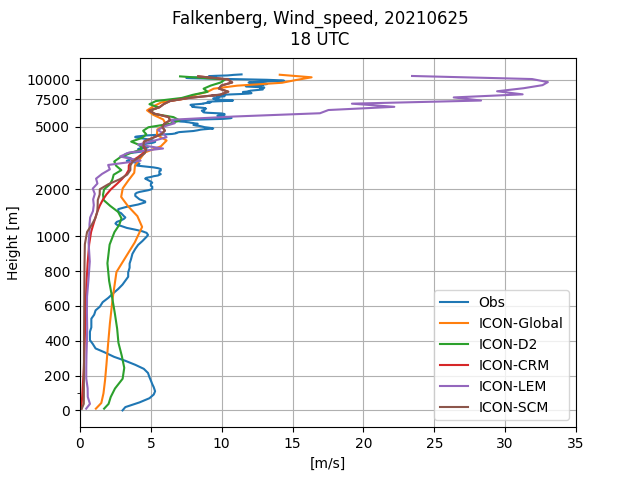 Falkenberg, Wind_speed, 20210625
18 UTC
10000
7500
5000
2000
1000
800
600
400
200
0
Height [m]
0 5 10 15 20 25 30 35
[m/s]
Obs
ICON-Global
ICON-D2
ICON-CRM
ICON-LEM
ICON-SCM